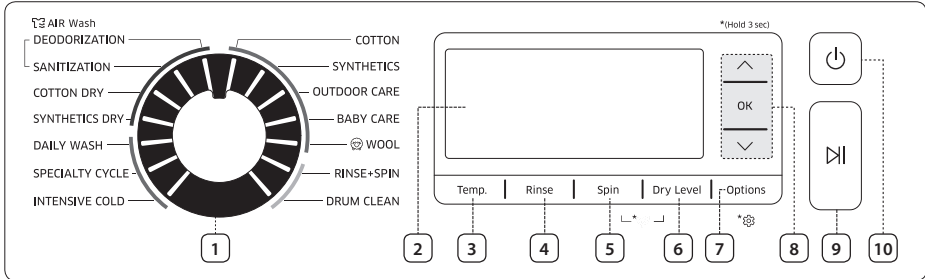 AIR Wash
DEODORIZATION
SANITIZATION
COTTON DRY
SYNTHETICS DRY
DAILY WASH
SPECIALTY CYCLE
INTENSIVE COLD
COTTON
SYNTHETICS
OUTDOOR CARE
BABY CARE
WOOL
RINSE+SPIN
DRUM CLEAN
1
*(Hold 3 sec)
OK
Temp.
Rinse
Spin
Dry Level
Options
*
*
2
3
4
5
6
7
8
9
10